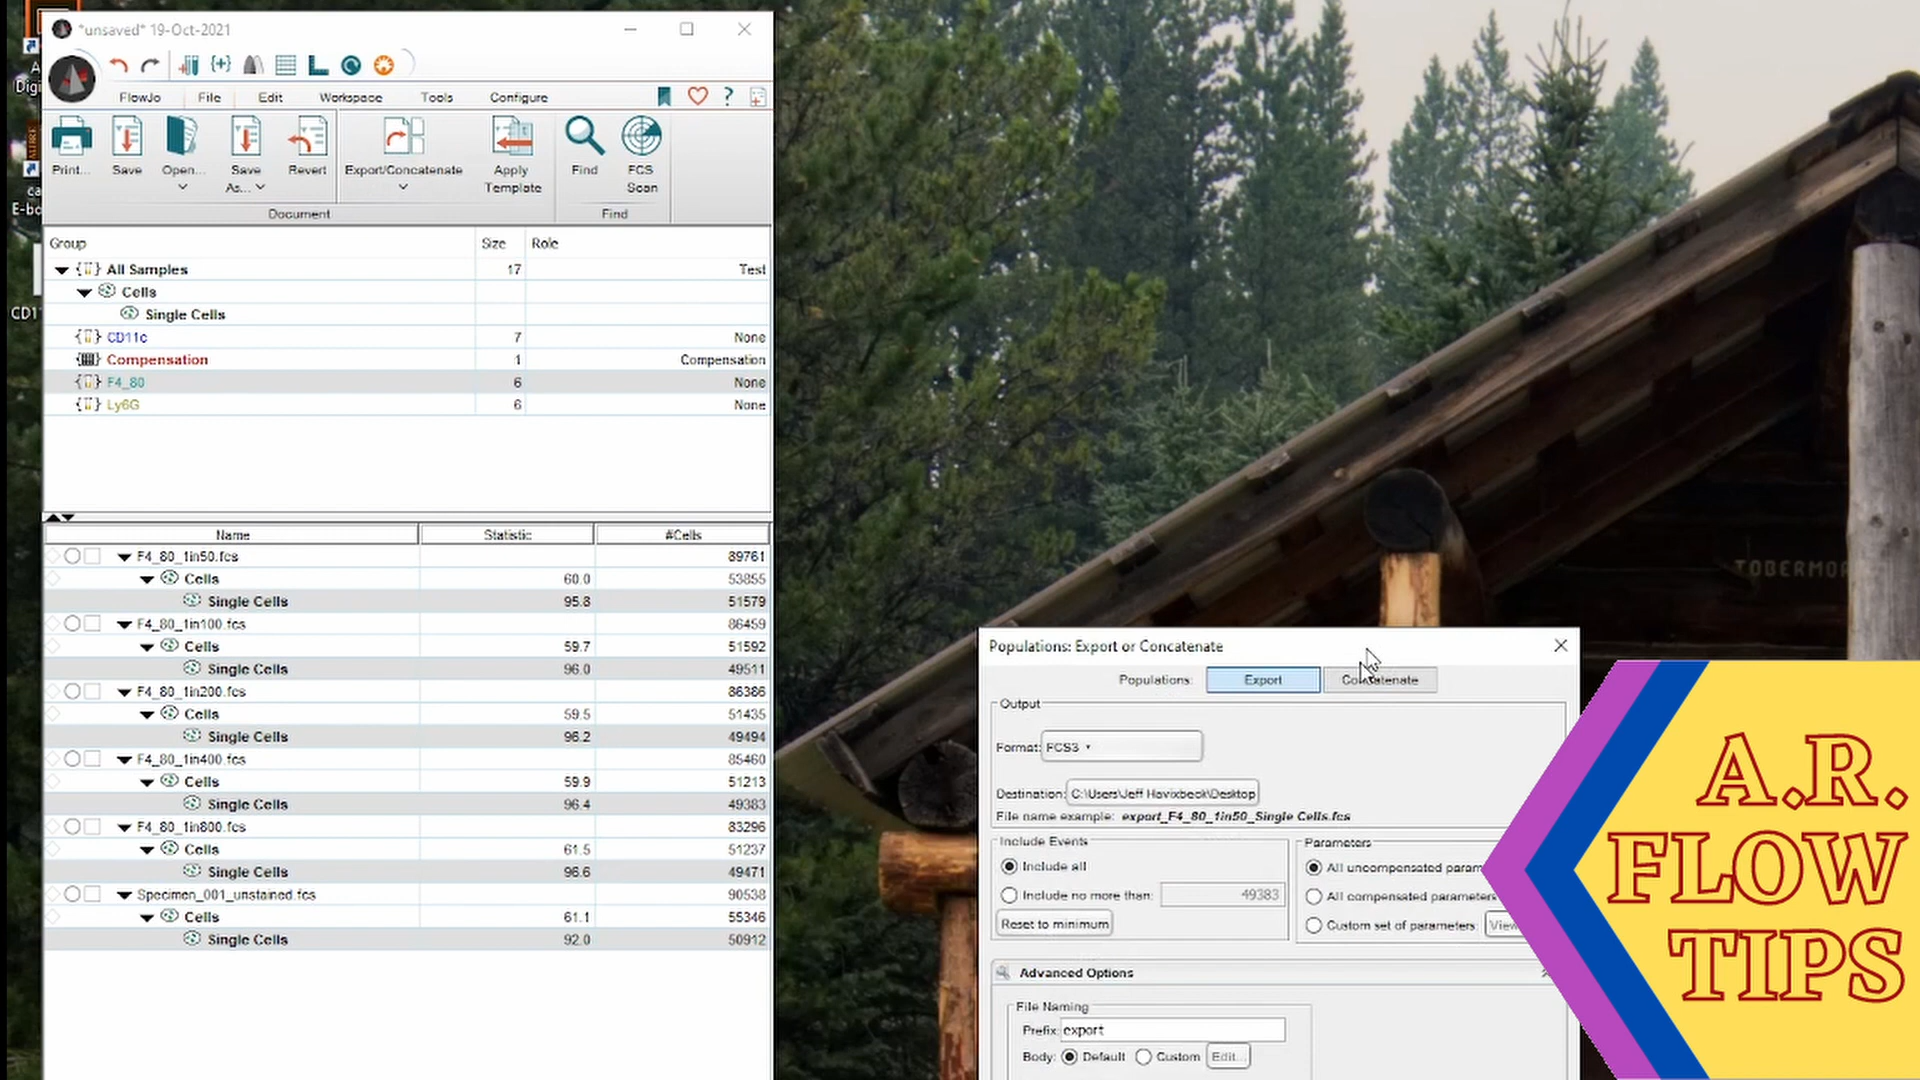 *unsaved* 19-Oct-2021
FlowJo File Edit Workspace Tools Configure
Print... Save Open... Save As... Revert Export/Concatenate Apply Template Find FCS Scan
Document Find
Group Size Role
All Samples 17 Test
Cells
Single Cells
CD11c 7 None
Compensation 1 Compensation
F4_80 6 None
Ly6G 6 None
Name Statistic #Cells
F4_80_1in50.fcs 89761
Cells 60.0 53855
Single Cells 95.8 51579
F4_80_1in100.fcs 86459
Cells 59.7 51592
Single Cells 96.0 49511
F4_80_1in200.fcs 86386
Cells 59.5 51435
Single Cells 96.2 49494
F4_80_1in400.fcs 85460
Cells 59.9 51213
Single Cells 96.4 49383
F4_80_1in800.fcs 83296
Cells 61.5 51237
Single Cells 96.6 49471
Specimen_001_unstained.fcs 90538
Cells 61.1 55346
Single Cells 92.0 50912
Populations: Export or Concatenate
Populations: Export Concatenate
Output
Format: FCS3
Destination: C:\Users\Jeff Havixbeck\Desktop
File name example: export_F4_80_1in50_Single Cells.fcs
Include Events
Include all
Include no more than: 49383
Reset to minimum
Parameters
All uncompensated param
All compensated parameters
Custom set of parameters: View
Advanced Options
File Naming
Prefix: export
Body: Default Custom Edit...
A.R.
FLOW
TIPS